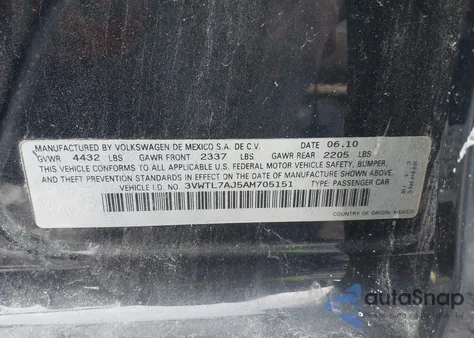 MANUFACTURED BY VOLKSWAGEN DE MEXICO S.A. DE C.V. DATE 06.10
GVWR 4432 LBS GAWR FRONT 2337 LBS GAWR REAR 2205 LBS
THIS VEHICLE CONFORMS TO ALL APPLICABLE U.S. FEDERAL MOTOR VEHICLE SAFETY, BUMPER,
AND THEFT PREVENTION STANDARDS IN EFFECT ON THE DATE OF MANUFACTURE SHOWN ABOVE.
VEHICLE I.D. NO.: 3VWTL7AJ5AM705151 TYPE: PASSENGER CAR
COUNTRY OF ORIGIN: MEXICO
autoSnap